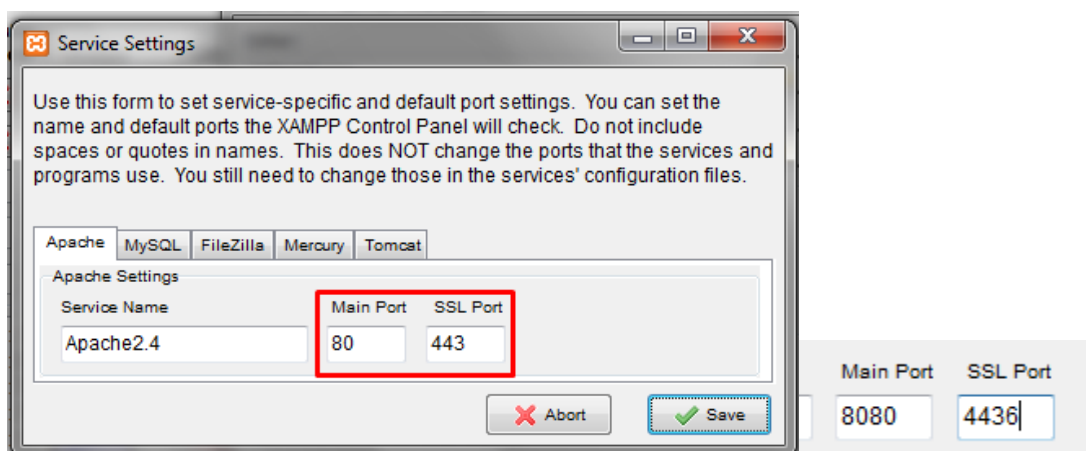 Service Settings
Use this form to set service-specific and default port settings.  You can set the
name and default ports the XAMPP Control Panel will check.  Do not include
spaces or quotes in names.  This does NOT change the ports that the services and
programs use.  You still need to change those in the services' configuration files.
Apache MySQL FileZilla Mercury Tomcat
Apache Settings
Service Name Main Port SSL Port
Apache2.4 80 443
Abort Save
Main Port SSL Port
8080 4436